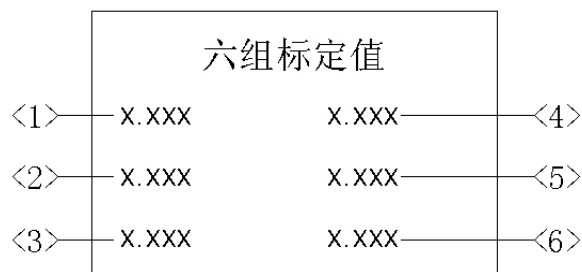 六组标定值
<1> X.XXX X.XXX <4>
<2> X.XXX X.XXX <5>
<3> X.XXX X.XXX <6>